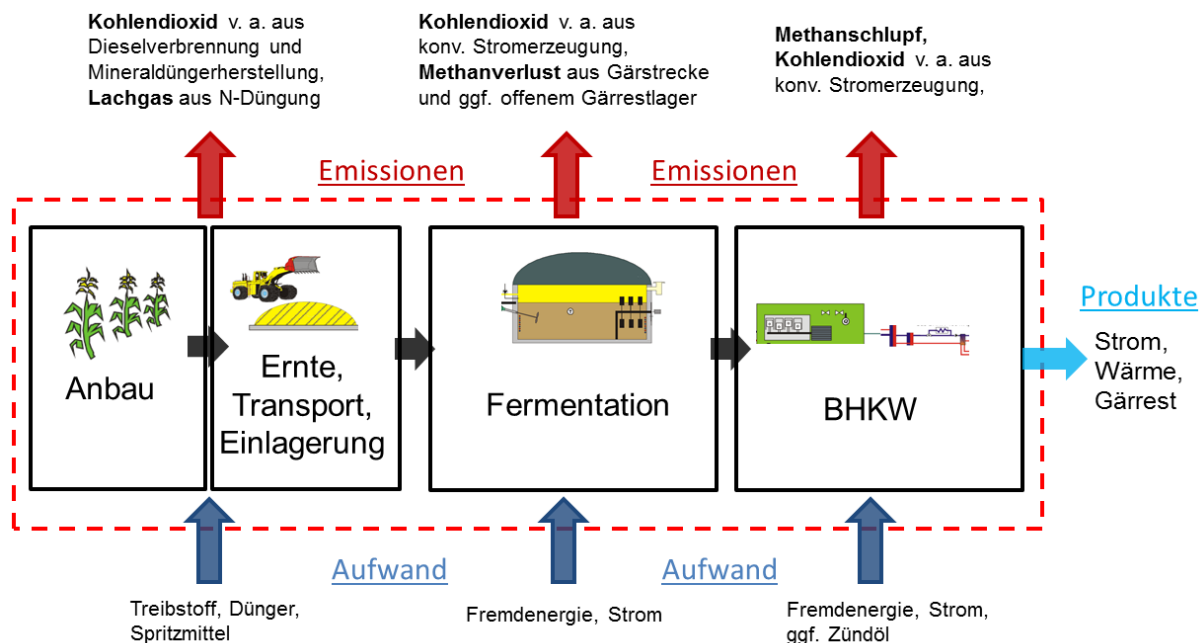 Kohlendioxid v. a. aus
Dieselverbrennung und
Mineraldüngerherstellung,
Lachgas aus N-Düngung
Kohlendioxid v. a. aus
konv. Stromerzeugung,
Methanverlust aus Gärstrecke
und ggf. offenem Gärrestlager
Methanschlupf,
Kohlendioxid v. a. aus
konv. Stromerzeugung,
Emissionen
Emissionen
Anbau
Ernte,
Transport,
Einlagerung
Fermentation
BHKW
Produkte
Strom,
Wärme,
Gärrest
Aufwand
Aufwand
Treibstoff, Dünger,
Spritzmittel
Fremdenergie, Strom
Fremdenergie, Strom,
ggf. Zündöl